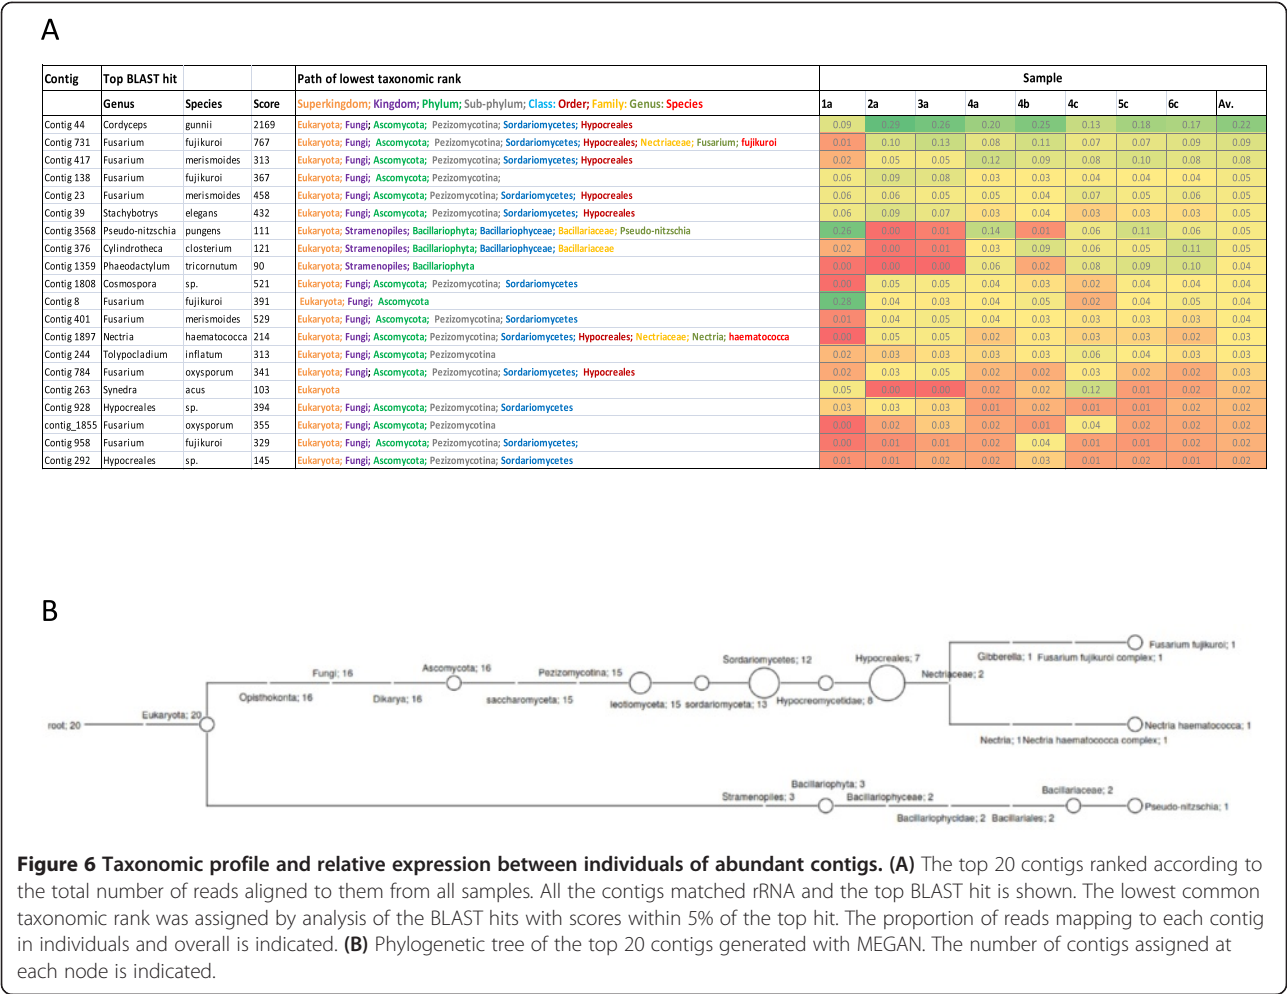 A
Contig Top BLAST hit Path of lowest taxonomic rank Sample
Genus Species Score Superkingdom; Kingdom; Phylum; Sub-phylum; Class: Order; Family: Genus: Species 1a 2a 3a 4a 4b 4c 5c 6c Av.
Contig 44 Cordyceps gunnii 2169 Eukaryota; Fungi; Ascomycota; Pezizomycotina; Sordariomycetes; Hypocreales 0.09 0.29 0.26 0.20 0.25 0.13 0.18 0.17 0.22
Contig 731 Fusarium fujikuroi 767 Eukaryota; Fungi; Ascomycota; Pezizomycotina; Sordariomycetes; Hypocreales; Nectriaceae; Fusarium; fujikuroi 0.01 0.10 0.13 0.08 0.11 0.07 0.07 0.09 0.09
Contig 417 Fusarium merismoides 313 Eukaryota; Fungi; Ascomycota; Pezizomycotina; Sordariomycetes; Hypocreales 0.02 0.05 0.05 0.12 0.09 0.08 0.10 0.08 0.08
Contig 138 Fusarium fujikuroi 367 Eukaryota; Fungi; Ascomycota; Pezizomycotina; 0.06 0.09 0.08 0.03 0.03 0.04 0.04 0.04 0.05
Contig 23 Fusarium merismoides 458 Eukaryota; Fungi; Ascomycota; Pezizomycotina; Sordariomycetes; Hypocreales 0.06 0.06 0.05 0.05 0.04 0.07 0.05 0.06 0.05
Contig 39 Stachybotrys elegans 432 Eukaryota; Fungi; Ascomycota; Pezizomycotina; Sordariomycetes; Hypocreales 0.06 0.09 0.07 0.03 0.04 0.03 0.03 0.03 0.05
Contig 3568 Pseudo-nitzschia pungens 111 Eukaryota; Stramenopiles; Bacillariophyta; Bacillariophyceae; Bacillariaceae; Pseudo-nitzschia 0.26 0.00 0.01 0.14 0.01 0.06 0.11 0.06 0.05
Contig 376 Cylindrotheca closterium 121 Eukaryota; Stramenopiles; Bacillariophyta; Bacillariophyceae; Bacillariaceae 0.02 0.00 0.01 0.03 0.09 0.06 0.05 0.11 0.05
Contig 1359 Phaeodactylum tricornutum 90 Eukaryota; Stramenopiles; Bacillariophyta 0.00 0.00 0.00 0.06 0.02 0.08 0.09 0.10 0.04
Contig 1808 Cosmospora sp. 521 Eukaryota; Fungi; Ascomycota; Pezizomycotina; Sordariomycetes 0.00 0.05 0.05 0.04 0.03 0.02 0.04 0.04 0.04
Contig 8 Fusarium fujikuroi 391 Eukaryota; Fungi; Ascomycota 0.28 0.04 0.03 0.04 0.05 0.02 0.04 0.05 0.04
Contig 401 Fusarium merismoides 529 Eukaryota; Fungi; Ascomycota; Pezizomycotina; Sordariomycetes 0.01 0.04 0.05 0.04 0.03 0.03 0.03 0.03 0.04
Contig 1897 Nectria haematococca 214 Eukaryota; Fungi; Ascomycota; Pezizomycotina; Sordariomycetes; Hypocreales; Nectriaceae; Nectria; haematococca 0.00 0.05 0.05 0.02 0.03 0.03 0.03 0.02 0.03
Contig 244 Tolypocladium inflatum 313 Eukaryota; Fungi; Ascomycota; Pezizomycotina 0.02 0.03 0.03 0.03 0.03 0.06 0.04 0.03 0.03
Contig 784 Fusarium oxysporum 341 Eukaryota; Fungi; Ascomycota; Pezizomycotina; Sordariomycetes; Hypocreales 0.02 0.03 0.05 0.02 0.02 0.03 0.02 0.02 0.03
Contig 263 Synedra acus 103 Eukaryota 0.05 0.00 0.00 0.02 0.02 0.12 0.01 0.02 0.02
Contig 928 Hypocreales sp. 394 Eukaryota; Fungi; Ascomycota; Pezizomycotina; Sordariomycetes 0.03 0.03 0.03 0.01 0.02 0.01 0.01 0.02 0.02
contig_1855 Fusarium oxysporum 355 Eukaryota; Fungi; Ascomycota; Pezizomycotina 0.00 0.02 0.03 0.02 0.01 0.04 0.02 0.02 0.02
Contig 958 Fusarium fujikuroi 329 Eukaryota; Fungi; Ascomycota; Pezizomycotina; Sordariomycetes; 0.00 0.01 0.01 0.02 0.04 0.01 0.01 0.02 0.02
Contig 292 Hypocreales sp. 145 Eukaryota; Fungi; Ascomycota; Pezizomycotina; Sordariomycetes 0.01 0.01 0.02 0.02 0.03 0.01 0.02 0.01 0.02
B
root; 20
Eukaryota; 20
Opisthokonta; 16
Fungi; 16
Dikarya; 16
Ascomycota; 16
saccharomyceta; 15
Pezizomycotina; 15
leotiomyceta; 15
sordariomyceta; 13
Sordariomycetes; 12
Hypocreomycetidae; 8
Hypocreales; 7
Nectriaceae; 2
Gibberella; 1
Fusarium fujikuroi complex; 1
Fusarium fujikuroi; 1
Nectria; 1
Nectria haematococca complex; 1
Nectria haematococca; 1
Stramenopiles; 3
Bacillariophyta; 3
Bacillariophyceae; 2
Bacillariophycidae; 2
Bacillariales; 2
Bacillariaceae; 2
Pseudo-nitzschia; 1
Figure 6 Taxonomic profile and relative expression between individuals of abundant contigs. (A) The top 20 contigs ranked according to
the total number of reads aligned to them from all samples. All the contigs matched rRNA and the top BLAST hit is shown. The lowest common
taxonomic rank was assigned by analysis of the BLAST hits with scores within 5% of the top hit. The proportion of reads mapping to each contig
in individuals and overall is indicated. (B) Phylogenetic tree of the top 20 contigs generated with MEGAN. The number of contigs assigned at
each node is indicated.